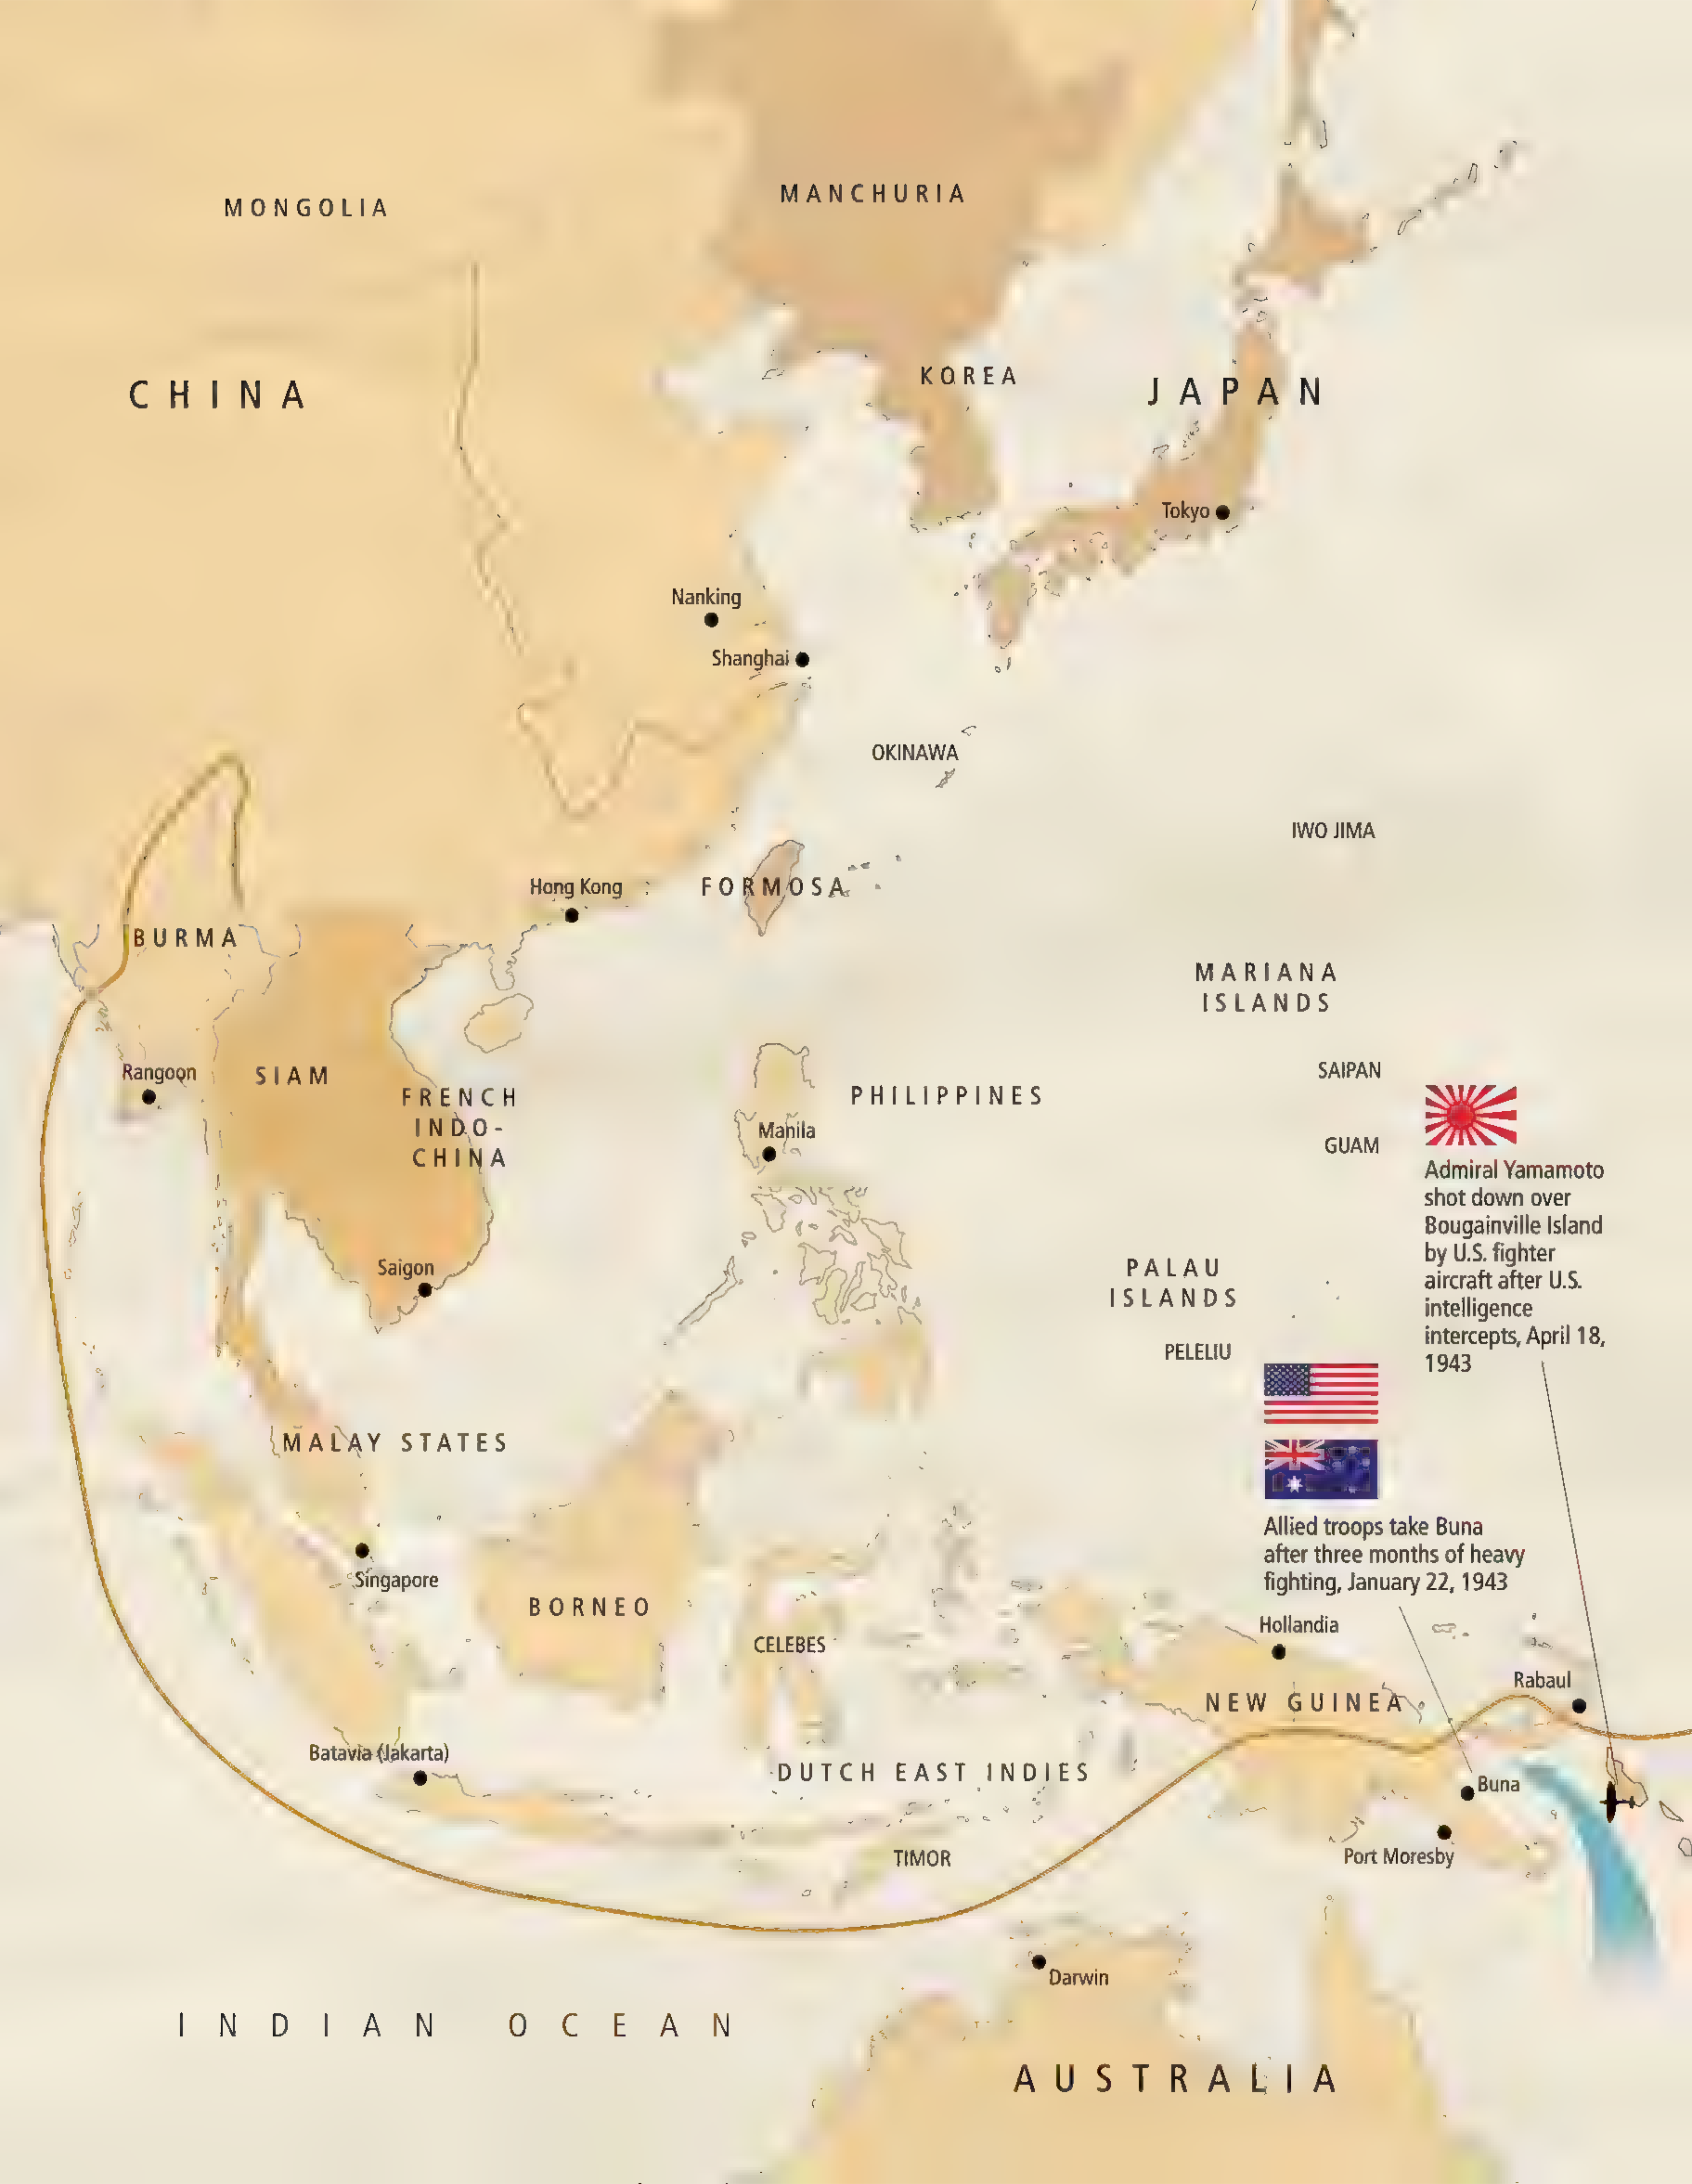 MONGOLIA
MANCHURIA
CHINA
KOREA
JAPAN
Tokyo
Nanking
Shanghai
OKINAWA
IWO JIMA
Hong Kong
FORMOSA
BURMA
MARIANA
ISLANDS
Rangoon
SIAM
FRENCH
INDO-
CHINA
PHILIPPINES
SAIPAN
Manila
GUAM
Admiral Yamamoto
shot down over
Bougainville Island
by U.S. fighter
aircraft after U.S.
intelligence
intercepts, April 18,
1943
Saigon
PALAU
ISLANDS
PELELIU
MALAY STATES
Allied troops take Buna
after three months of heavy
fighting, January 22, 1943
Singapore
BORNEO
CELEBES
Hollandia
Rabaul
NEW GUINEA
Batavia (Jakarta)
DUTCH EAST INDIES
Buna
TIMOR
Port Moresby
Darwin
INDIAN OCEAN
AUSTRALIA